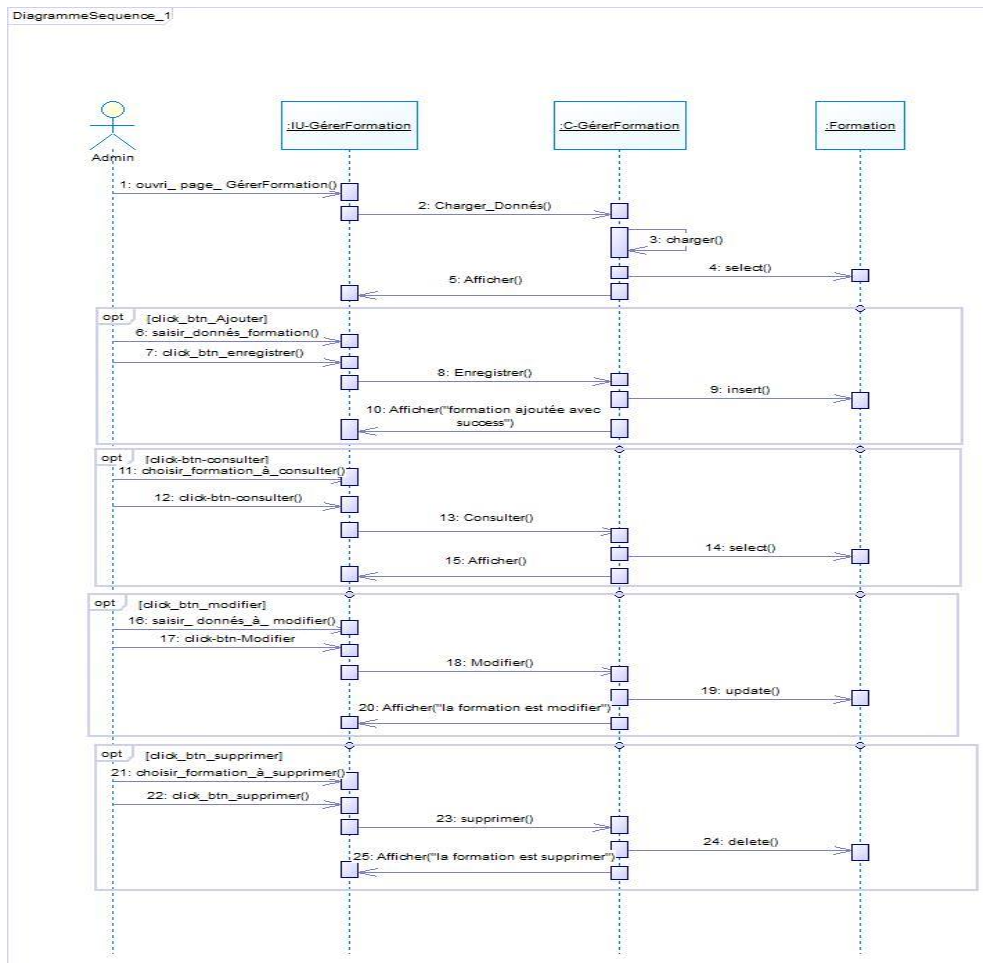 DiagrammeSequence_1
:IU-GérerFormation
:C-GérerFormation
:Formation
Admin
1: ouvri_ page_ GérerFormation()
2: Charger_Donnés()
3: charger()
4: select()
5: Afficher()
opt
[click_btn_Ajouter]
6: saisir_donnés_formation()
7: click_btn_enregistrer()
8: Enregistrer()
9: insert()
10: Afficher("formation ajoutée avec
success")
opt
[click-btn-consulter]
11: choisir_formation_à_consulter()
12: click-btn-consulter()
13: Consulter()
14: select()
15: Afficher()
opt
[click_btn_modifier]
16: saisir_ donnés_à_ modifier()
17: click-btn-Modifier
18: Modifier()
19: update()
20: Afficher("la formation est modifier")
opt
[click_btn_supprimer]
21: choisir_formation_à_supprimer()
22: click_btn_supprimer()
23: supprimer()
24: delete()
25: Afficher("la formation est supprimer")